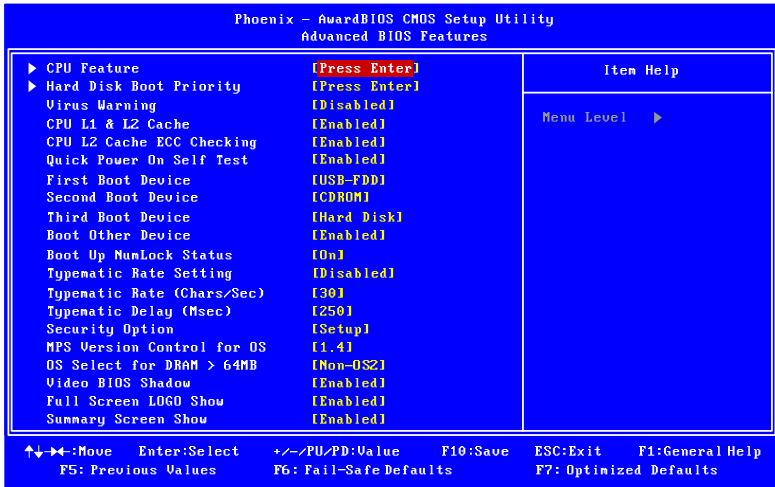 Phoenix – AwardBIOS CMOS Setup Utility
Advanced BIOS Features
CPU Feature [Press Enter]
Hard Disk Boot Priority [Press Enter]
Virus Warning [Disabled]
CPU L1 & L2 Cache [Enabled]
CPU L2 Cache ECC Checking [Enabled]
Quick Power On Self Test [Enabled]
First Boot Device [USB–FDD]
Second Boot Device [CDROM]
Third Boot Device [Hard Disk]
Boot Other Device [Enabled]
Boot Up NumLock Status [On]
Typematic Rate Setting [Disabled]
Typematic Rate (Chars/Sec) [30]
Typematic Delay (Msec) [250]
Security Option [Setup]
MPS Version Control for OS [1.4]
OS Select for DRAM > 64MB [Non–OS2]
Video BIOS Shadow [Enabled]
Full Screen LOGO Show [Enabled]
Summary Screen Show [Enabled]
Item Help
Menu Level
↑↓→←:Move Enter:Select +/–/PU/PD:Value F10:Save ESC:Exit F1:General Help
F5: Previous Values F6: Fail–Safe Defaults F7: Optimized Defaults